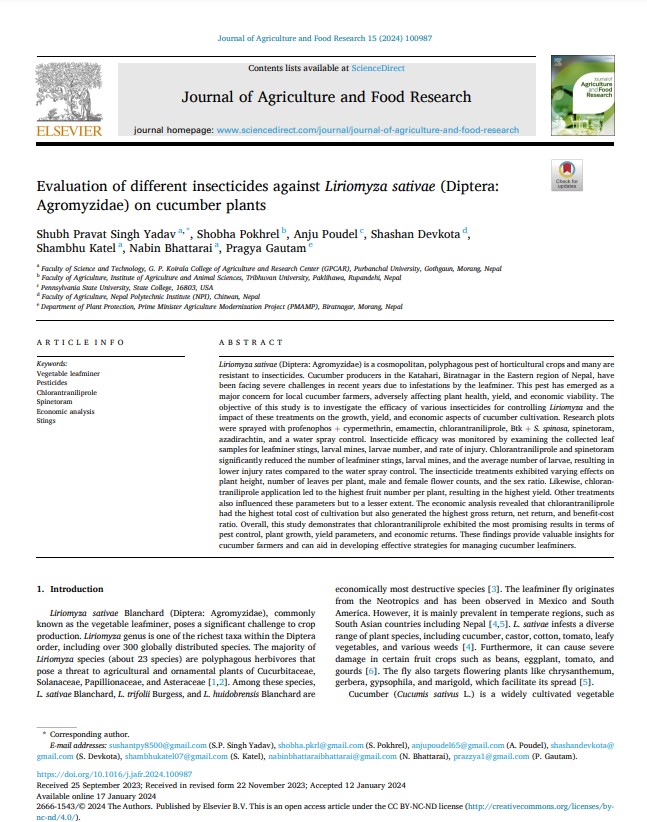 Journal of Agriculture and Food Research 15 (2024) 100987
Contents lists available at ScienceDirect
Journal of Agriculture and Food Research
journal homepage: www.sciencedirect.com/journal/journal-of-agriculture-and-food-research
ELSEVIER
Journal of
Agriculture
and Food
Research
Check for
updates
Evaluation of different insecticides against Liriomyza sativae (Diptera:
Agromyzidae) on cucumber plants
Shubh Pravat Singh Yadav a,*, Shobha Pokhrel b, Anju Poudel c, Shashan Devkota d,
Shambhu Katel a, Nabin Bhattarai a, Pragya Gautam e
a Faculty of Science and Technology, G. P. Koirala College of Agriculture and Research Center (GPCAR), Purbanchal University, Gothgaun, Morang, Nepal
b Faculty of Agriculture, Institute of Agriculture and Animal Sciences, Tribhuvan University, Paklihawa, Rupandehi, Nepal
c Pennsylvania State University, State College, 16803, USA
d Faculty of Agriculture, Nepal Polytechnic Institute (NPI), Chitwan, Nepal
e Department of Plant Protection, Prime Minister Agriculture Modernization Project (PMAMP), Biratnagar, Morang, Nepal
ARTICLE INFO
Keywords:
Vegetable leafminer
Pesticides
Chlorantraniliprole
Spinetoram
Economic analysis
Stings
ABSTRACT
Liriomyza sativae (Diptera: Agromyzidae) is a cosmopolitan, polyphagous pest of horticultural crops and many are
resistant to insecticides. Cucumber producers in the Katahari, Biratnagar in the Eastern region of Nepal, have
been facing severe challenges in recent years due to infestations by the leafminer. This pest has emerged as a
major concern for local cucumber farmers, adversely affecting plant health, yield, and economic viability. The
objective of this study is to investigate the efficacy of various insecticides for controlling Liriomyza and the
impact of these treatments on the growth, yield, and economic aspects of cucumber cultivation. Research plots
were sprayed with profenophos + cypermethrin, emamectin, chlorantraniliprole, Btk + S. spinosa, spinetoram,
azadirachtin, and a water spray control. Insecticide efficacy was monitored by examining the collected leaf
samples for leafminer stings, larval mines, larvae number, and rate of injury. Chlorantraniliprole and spinetoram
significantly reduced the number of leafminer stings, larval mines, and the average number of larvae, resulting in
lower injury rates compared to the water spray control. The insecticide treatments exhibited varying effects on
plant height, number of leaves per plant, male and female flower counts, and the sex ratio. Likewise, chloran-
traniliprole application led to the highest fruit number per plant, resulting in the highest yield. Other treatments
also influenced these parameters but to a lesser extent. The economic analysis revealed that chlorantraniliprole
had the highest total cost of cultivation but also generated the highest gross return, net return, and benefit-cost
ratio. Overall, this study demonstrates that chlorantraniliprole exhibited the most promising results in terms of
pest control, plant growth, yield parameters, and economic returns. These findings provide valuable insights for
cucumber farmers and can aid in developing effective strategies for managing cucumber leafminers.
1. Introduction
Liriomyza sativae Blanchard (Diptera: Agromyzidae), commonly
known as the vegetable leafminer, poses a significant challenge to crop
production. Liriomyza genus is one of the richest taxa within the Diptera
order, including over 300 globally distributed species. The majority of
Liriomyza species (about 23 species) are polyphagous herbivores that
pose a threat to agricultural and ornamental plants of Cucurbitaceae,
Solanaceae, Papillionaceae, and Asteraceae [1,2]. Among these species,
L. sativae Blanchard, L. trifolii Burgess, and L. huidobrensis Blanchard are
economically most destructive species [3]. The leafminer fly originates
from the Neotropics and has been observed in Mexico and South
America. However, it is mainly prevalent in temperate regions, such as
South Asian countries including Nepal [4,5]. L. sativae infests a diverse
range of plant species, including cucumber, castor, cotton, tomato, leafy
vegetables, and various weeds [4]. Furthermore, it can cause severe
damage in certain fruit crops such as beans, eggplant, tomato, and
gourds [6]. The fly also targets flowering plants like chrysanthemum,
gerbera, gypsophila, and marigold, which facilitate its spread [5].
Cucumber (Cucumis sativus L.) is a widely cultivated vegetable
* Corresponding author.
E-mail addresses: sushantpy8500@gmail.com (S.P. Singh Yadav), shobha.pkrl@gmail.com (S. Pokhrel), anjupoudel65@gmail.com (A. Poudel), shashandevkota@
gmail.com (S. Devkota), shambhukatel07@gmail.com (S. Katel), nabinbhattaraibhattarai@gmail.com (N. Bhattarai), prazzya1@gmail.com (P. Gautam).
https://doi.org/10.1016/j.jafr.2024.100987
Received 25 September 2023; Received in revised form 22 November 2023; Accepted 12 January 2024
Available online 17 January 2024
2666-1543/© 2024 The Authors. Published by Elsevier B.V. This is an open access article under the CC BY-NC-ND license (http://creativecommons.org/licenses/by-
nc-nd/4.0/).